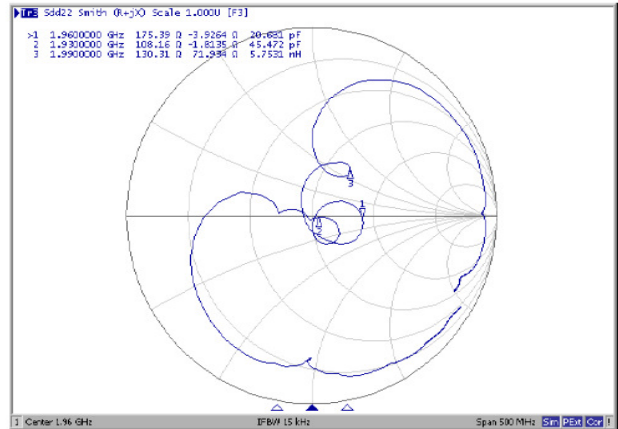 Tr3 Sdd22 Smith (R+jX) Scale 1.000U [F3]
>1 1.9600000 GHz 175.39 Ω -3.9264 Ω 20.681 pF
2 1.9300000 GHz 108.16 Ω -1.8135 Ω 45.472 pF
3 1.9900000 GHz 130.31 Ω 71.934 Ω 5.7531 nH
3
1
2
1 Center 1.96 GHz IFBW 15 kHz Span 500 MHz Sim PExt Cor !